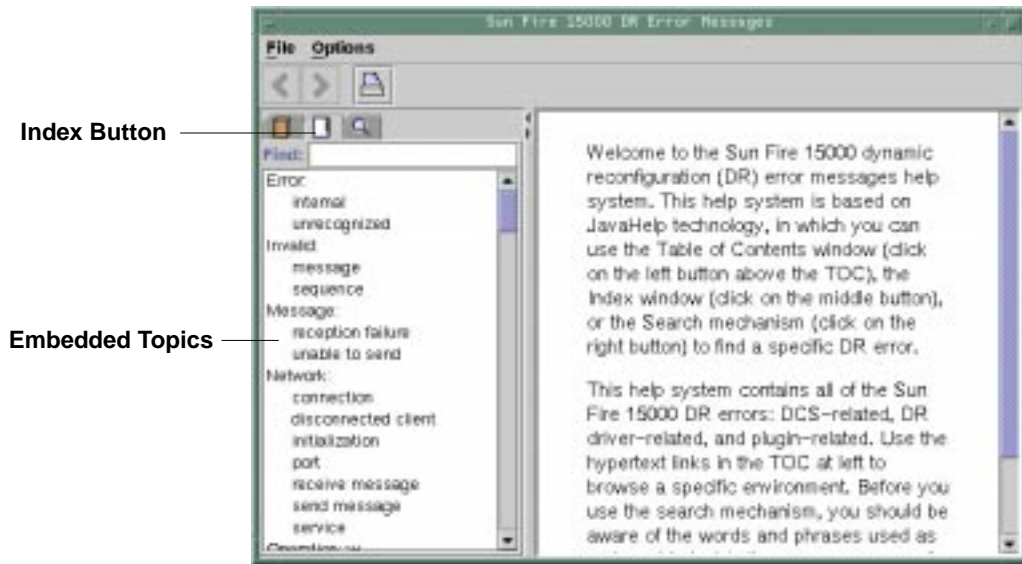 Sun Fire 15000 DR Error Messages
File Options
Index Button
Find:
Error:
internal
unrecognized
Invalid:
message
sequence
Message:
reception failure
unable to send
Embedded Topics
Network:
connection
disconnected client
initialization
port
receive message
send message
service
Welcome to the Sun Fire 15000 dynamic
reconfiguration (DR) error messages help
system. This help system is based on
JavaHelp technology, in which you can
use the Table of Contents window (click
on the left button above the TOC), the
Index window (click on the middle button),
or the Search mechanism (click on the
right button) to find a specific DR error.
This help system contains all of the Sun
Fire 15000 DR errors: DCS-related, DR
driver-related, and plugin-related. Use the
hypertext links in the TOC at left to
browse a specific environment. Before you
use the search mechanism, you should be
aware of the words and phrases used as